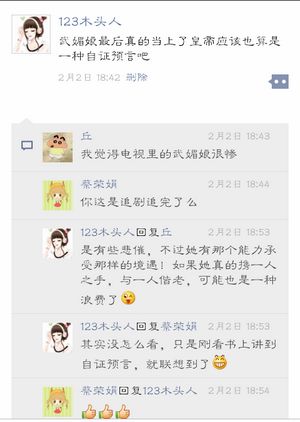 123木头人
武媚娘最后真的当上了皇帝应该也算是
一种自证预言吧
2月2日 18:42 删除
丘 2月2日 18:43
我觉得电视里的武媚娘很惨
蔡荣娟 2月2日 18:44
你这是追剧追完了么
123木头人回复丘 2月2日 18:53
是有些悲催，不过她有那个能力承
受那样的境遇！如果她真的携一人
之手，与一人偕老，可能也是一种
浪费了
123木头人回复蔡荣娟 2月2日 18:53
其实没怎么看，只是刚看书上讲到
自证预言，就联想到了
蔡荣娟回复123木头人 2月2日 18:54